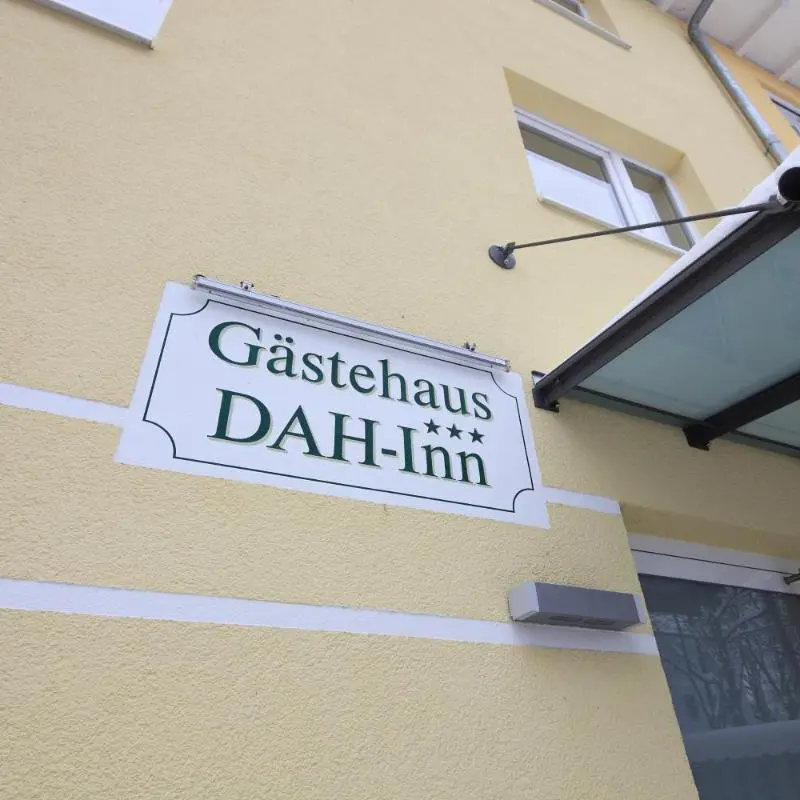 Gästehaus
DAH-Inn ★★★